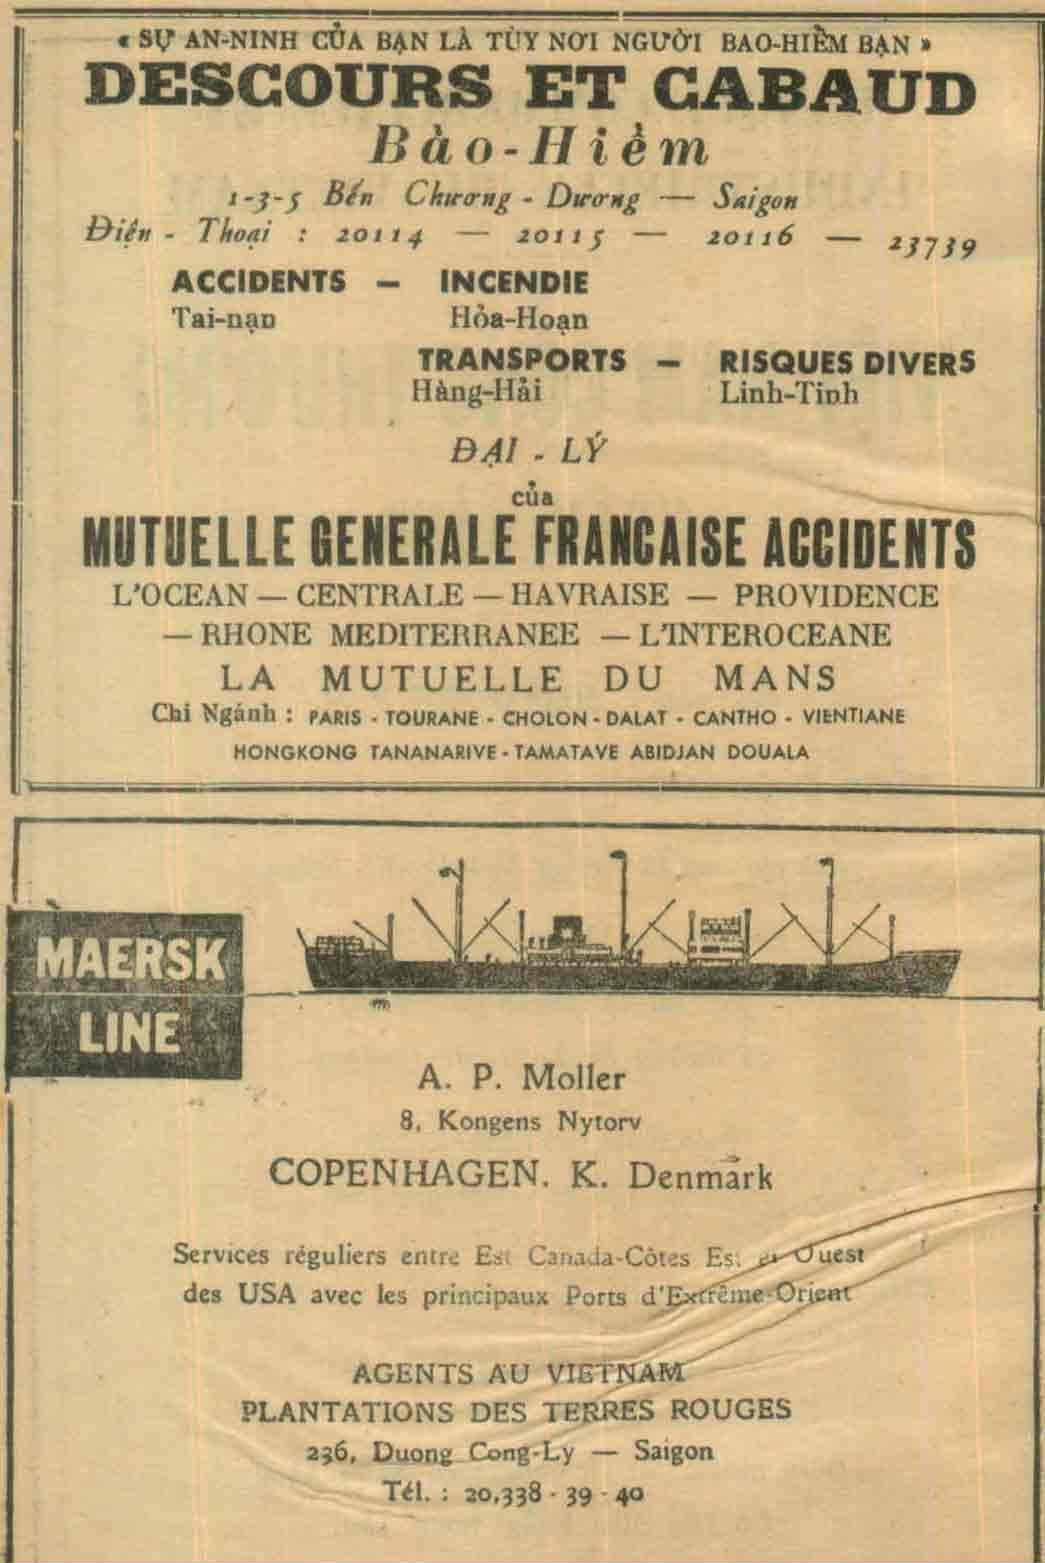 « SỰ AN-NINH CỦA BẠN LÀ TÙY NƠI NGƯỜI BAO-HIỂM BẠN »
DESCOURS ET CABAUD
Bào-Hiểm
1-3-5 Bến Chương-Dương — Saigon
Điện-Thoại : 20114 — 20115 — 20116 — 23739
ACCIDENTS — INCENDIE
Tai-nạn Hỏa-Hoạn
TRANSPORTS — RISQUES DIVERS
Hàng-Hải Linh-Tinh
ĐẠI-LÝ
của
MUTUELLE GENERALE FRANCAISE ACCIDENTS
L'OCEAN — CENTRALE — HAVRAISE — PROVIDENCE
— RHONE MEDITERRANEE — L'INTEROCEANE
LA MUTUELLE DU MANS
Chi Ngánh : PARIS - TOURANE - CHOLON - DALAT - CANTHO - VIENTIANE
HONGKONG TANANARIVE - TAMATAVE ABIDJAN DOUALA
MAERSK
LINE
A. P. Moller
8, Kongens Nytorv
COPENHAGEN. K. Denmark
Services réguliers entre Est Canada-Côtes Est et Ouest
des USA avec les principaux Ports d'Extrême-Orient
AGENTS AU VIETNAM
PLANTATIONS DES TERRES ROUGES
236, Duong Cong-Ly — Saigon
Tél. : 20,338 - 39 - 40